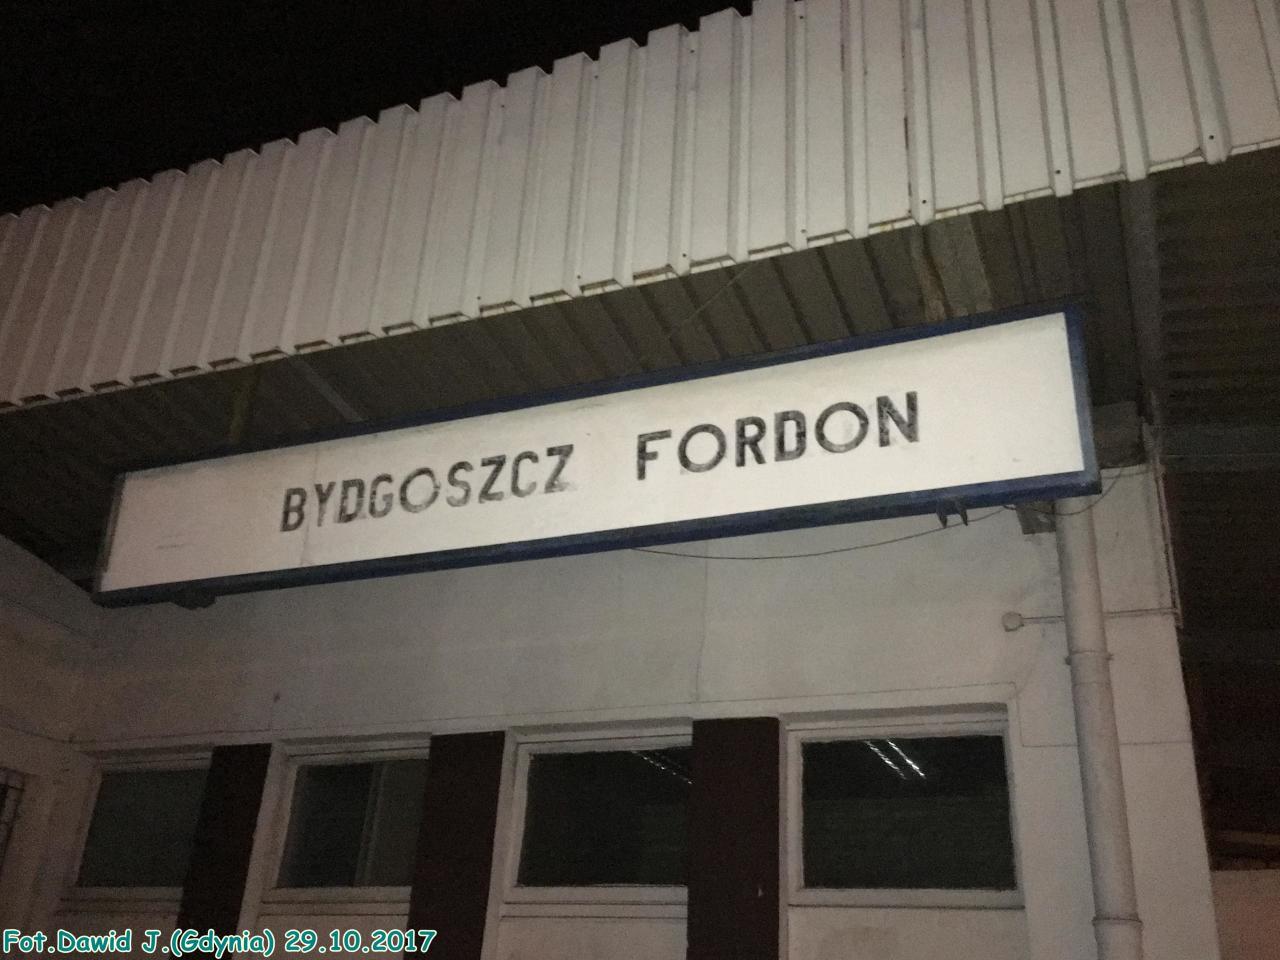 BYDGOSZCZ FORDON
Fot.Dawid J.(Gdynia) 29.10.2017